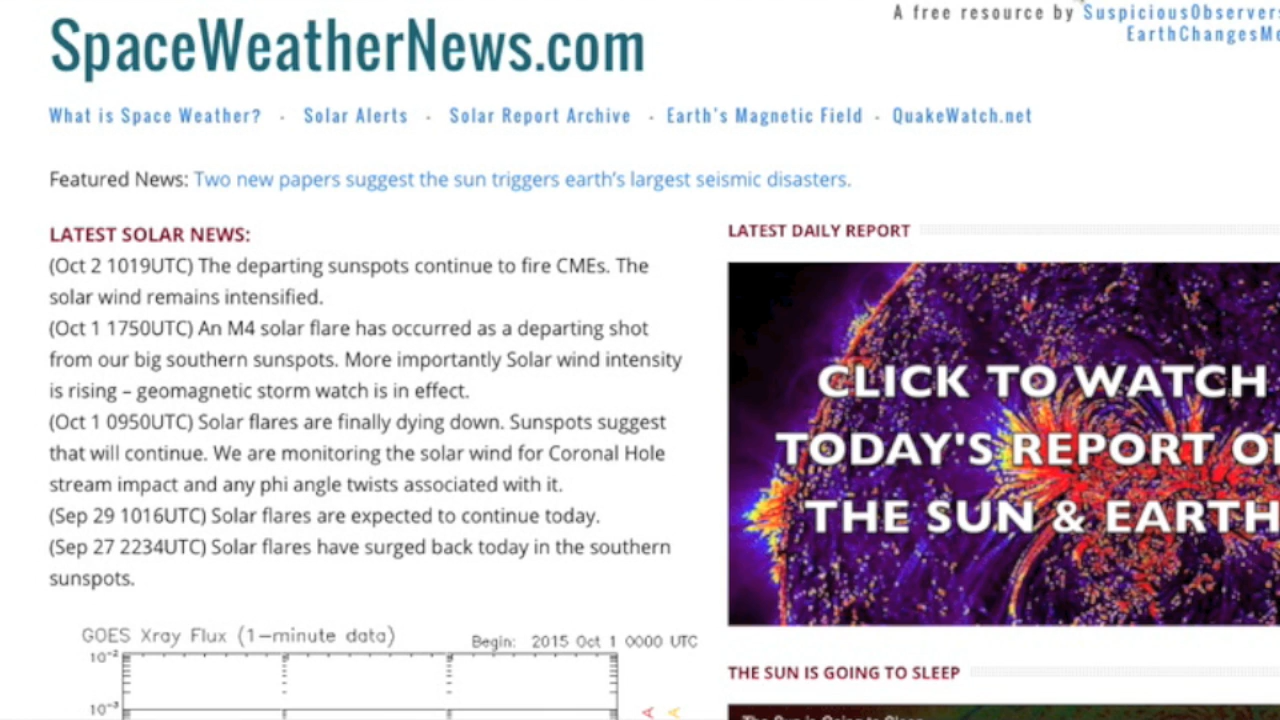 A free resource by SuspiciousObservers
EarthChangesMe
SpaceWeatherNews.com
What is Space Weather? - Solar Alerts - Solar Report Archive - Earth's Magnetic Field - QuakeWatch.net
Featured News: Two new papers suggest the sun triggers earth's largest seismic disasters.
LATEST SOLAR NEWS:
(Oct 2 1019UTC) The departing sunspots continue to fire CMEs. The
solar wind remains intensified.
(Oct 1 1750UTC) An M4 solar flare has occurred as a departing shot
from our big southern sunspots. More importantly Solar wind intensity
is rising – geomagnetic storm watch is in effect.
(Oct 1 0950UTC) Solar flares are finally dying down. Sunspots suggest
that will continue. We are monitoring the solar wind for Coronal Hole
stream impact and any phi angle twists associated with it.
(Sep 29 1016UTC) Solar flares are expected to continue today.
(Sep 27 2234UTC) Solar flares have surged back today in the southern
sunspots.
GOES Xray Flux (1-minute data)
Begin: 2015 Oct 1 0000 UTC
10⁻²
10⁻³
LATEST DAILY REPORT
CLICK TO WATCH
TODAY'S REPORT O
THE SUN & EARTH
THE SUN IS GOING TO SLEEP